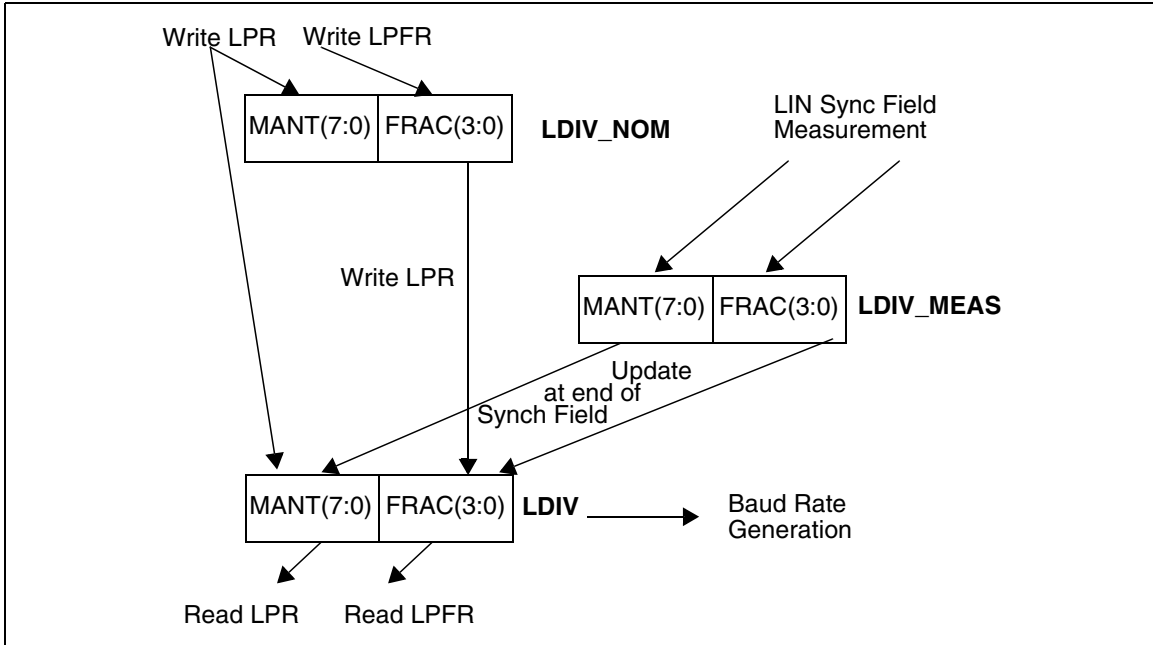 Write LPR
Write LPFR
MANT(7:0)
FRAC(3:0)
LDIV_NOM
LIN Sync Field
Measurement
Write LPR
MANT(7:0)
FRAC(3:0)
LDIV_MEAS
Update
at end of
Synch Field
MANT(7:0)
FRAC(3:0)
LDIV
Baud Rate
Generation
Read LPR
Read LPFR